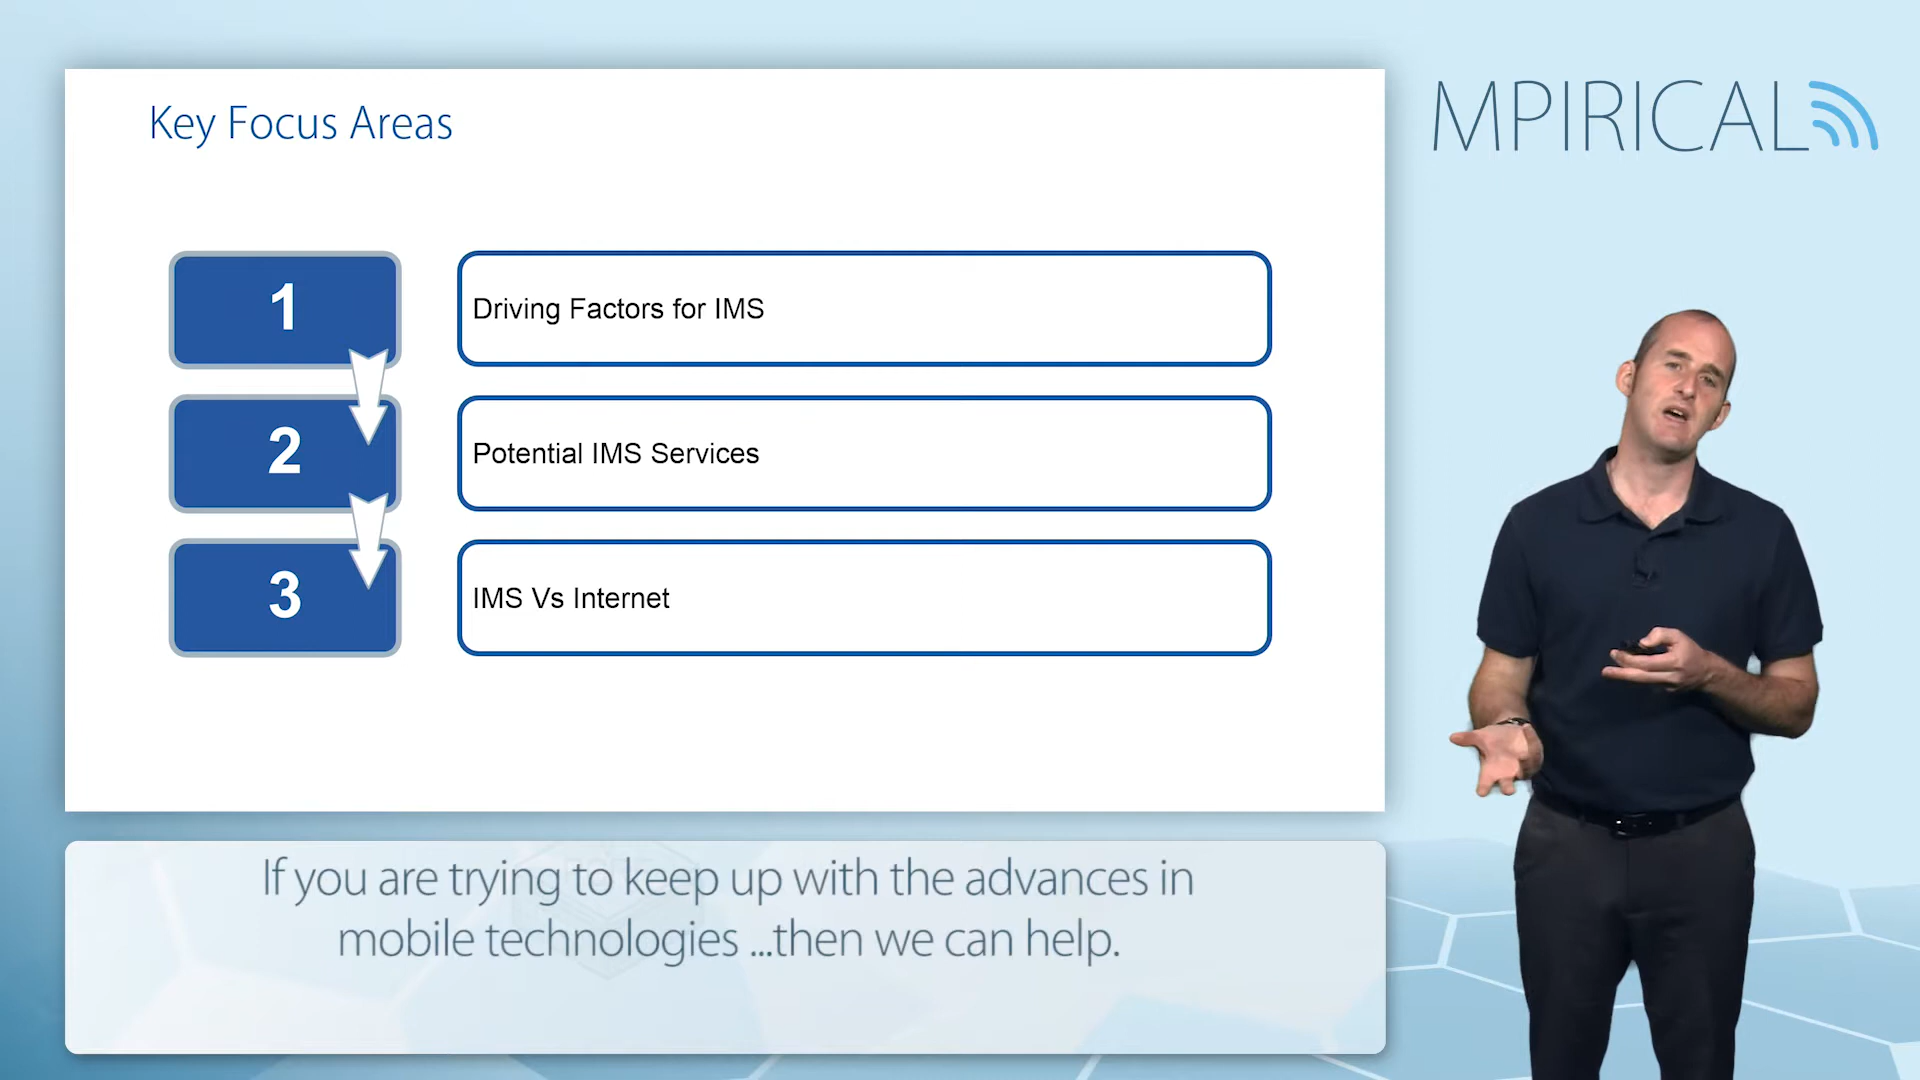 Key Focus Areas
MPIRICAL
1
Driving Factors for IMS
2
Potential IMS Services
3
IMS Vs Internet
If you are trying to keep up with the advances in
mobile technologies ...then we can help.